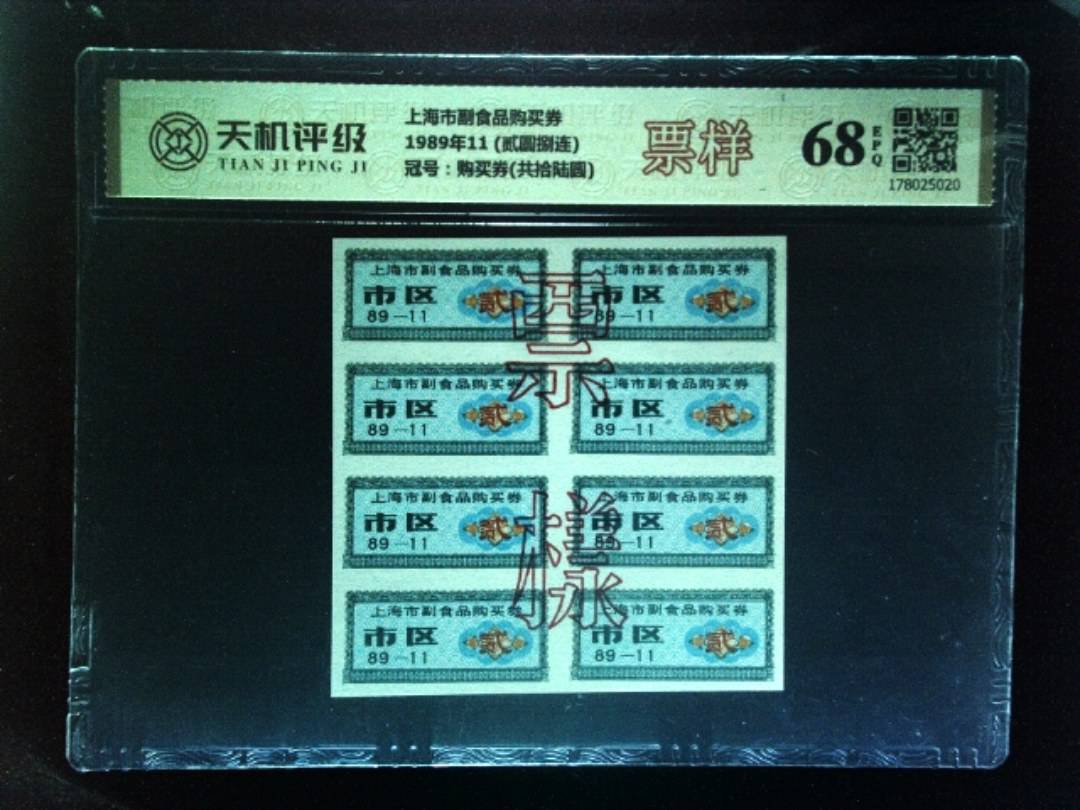 天机评级
TIAN JI PING JI
上海市副食品购买券
1989年11 (贰圆捌连)
冠号：购买券(共拾陆圆)
票样
68
EPQ
178025020
上海市副食品购买券
市区 贰
89—11
上海市副食品购买券
市区 贰
89—11
上海市副食品购买券
市区 贰
89—11
上海市副食品购买券
市区 贰
89—11
上海市副食品购买券
市区 贰
89—11
上海市副食品购买券
市区 贰
89—11
上海市副食品购买券
市区 贰
89—11
上海市副食品购买券
市区 贰
89—11
票樣